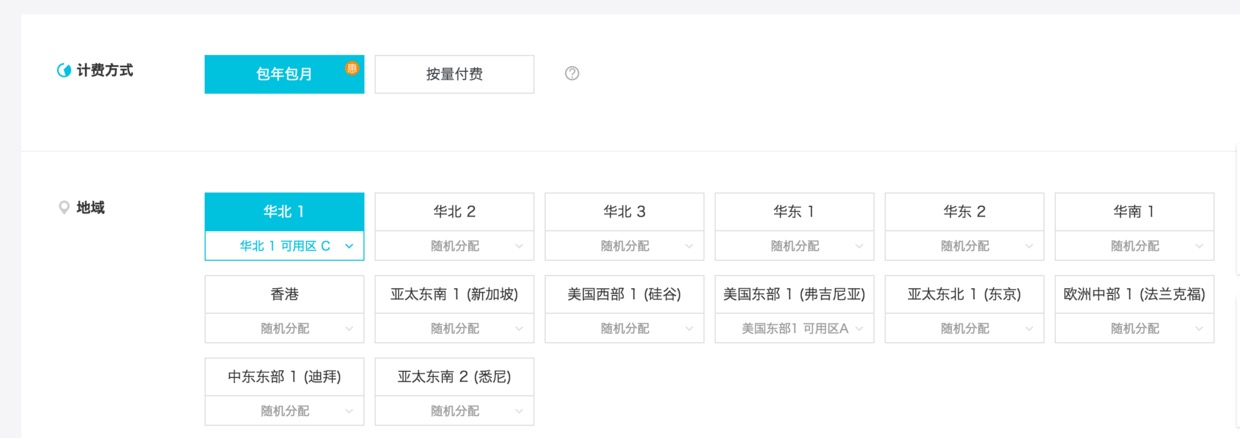 计费方式
包年包月 惠 按量付费 ?
地域
华北 1 华北 2 华北 3 华东 1 华东 2 华南 1
华北 1 可用区 C 随机分配 随机分配 随机分配 随机分配 随机分配
香港 亚太东南 1 (新加坡) 美国西部 1 (硅谷) 美国东部 1 (弗吉尼亚) 亚太东北 1 (东京) 欧洲中部 1 (法兰克福)
随机分配 随机分配 随机分配 美国东部1 可用区A 随机分配 随机分配
中东东部 1 (迪拜) 亚太东南 2 (悉尼)
随机分配 随机分配